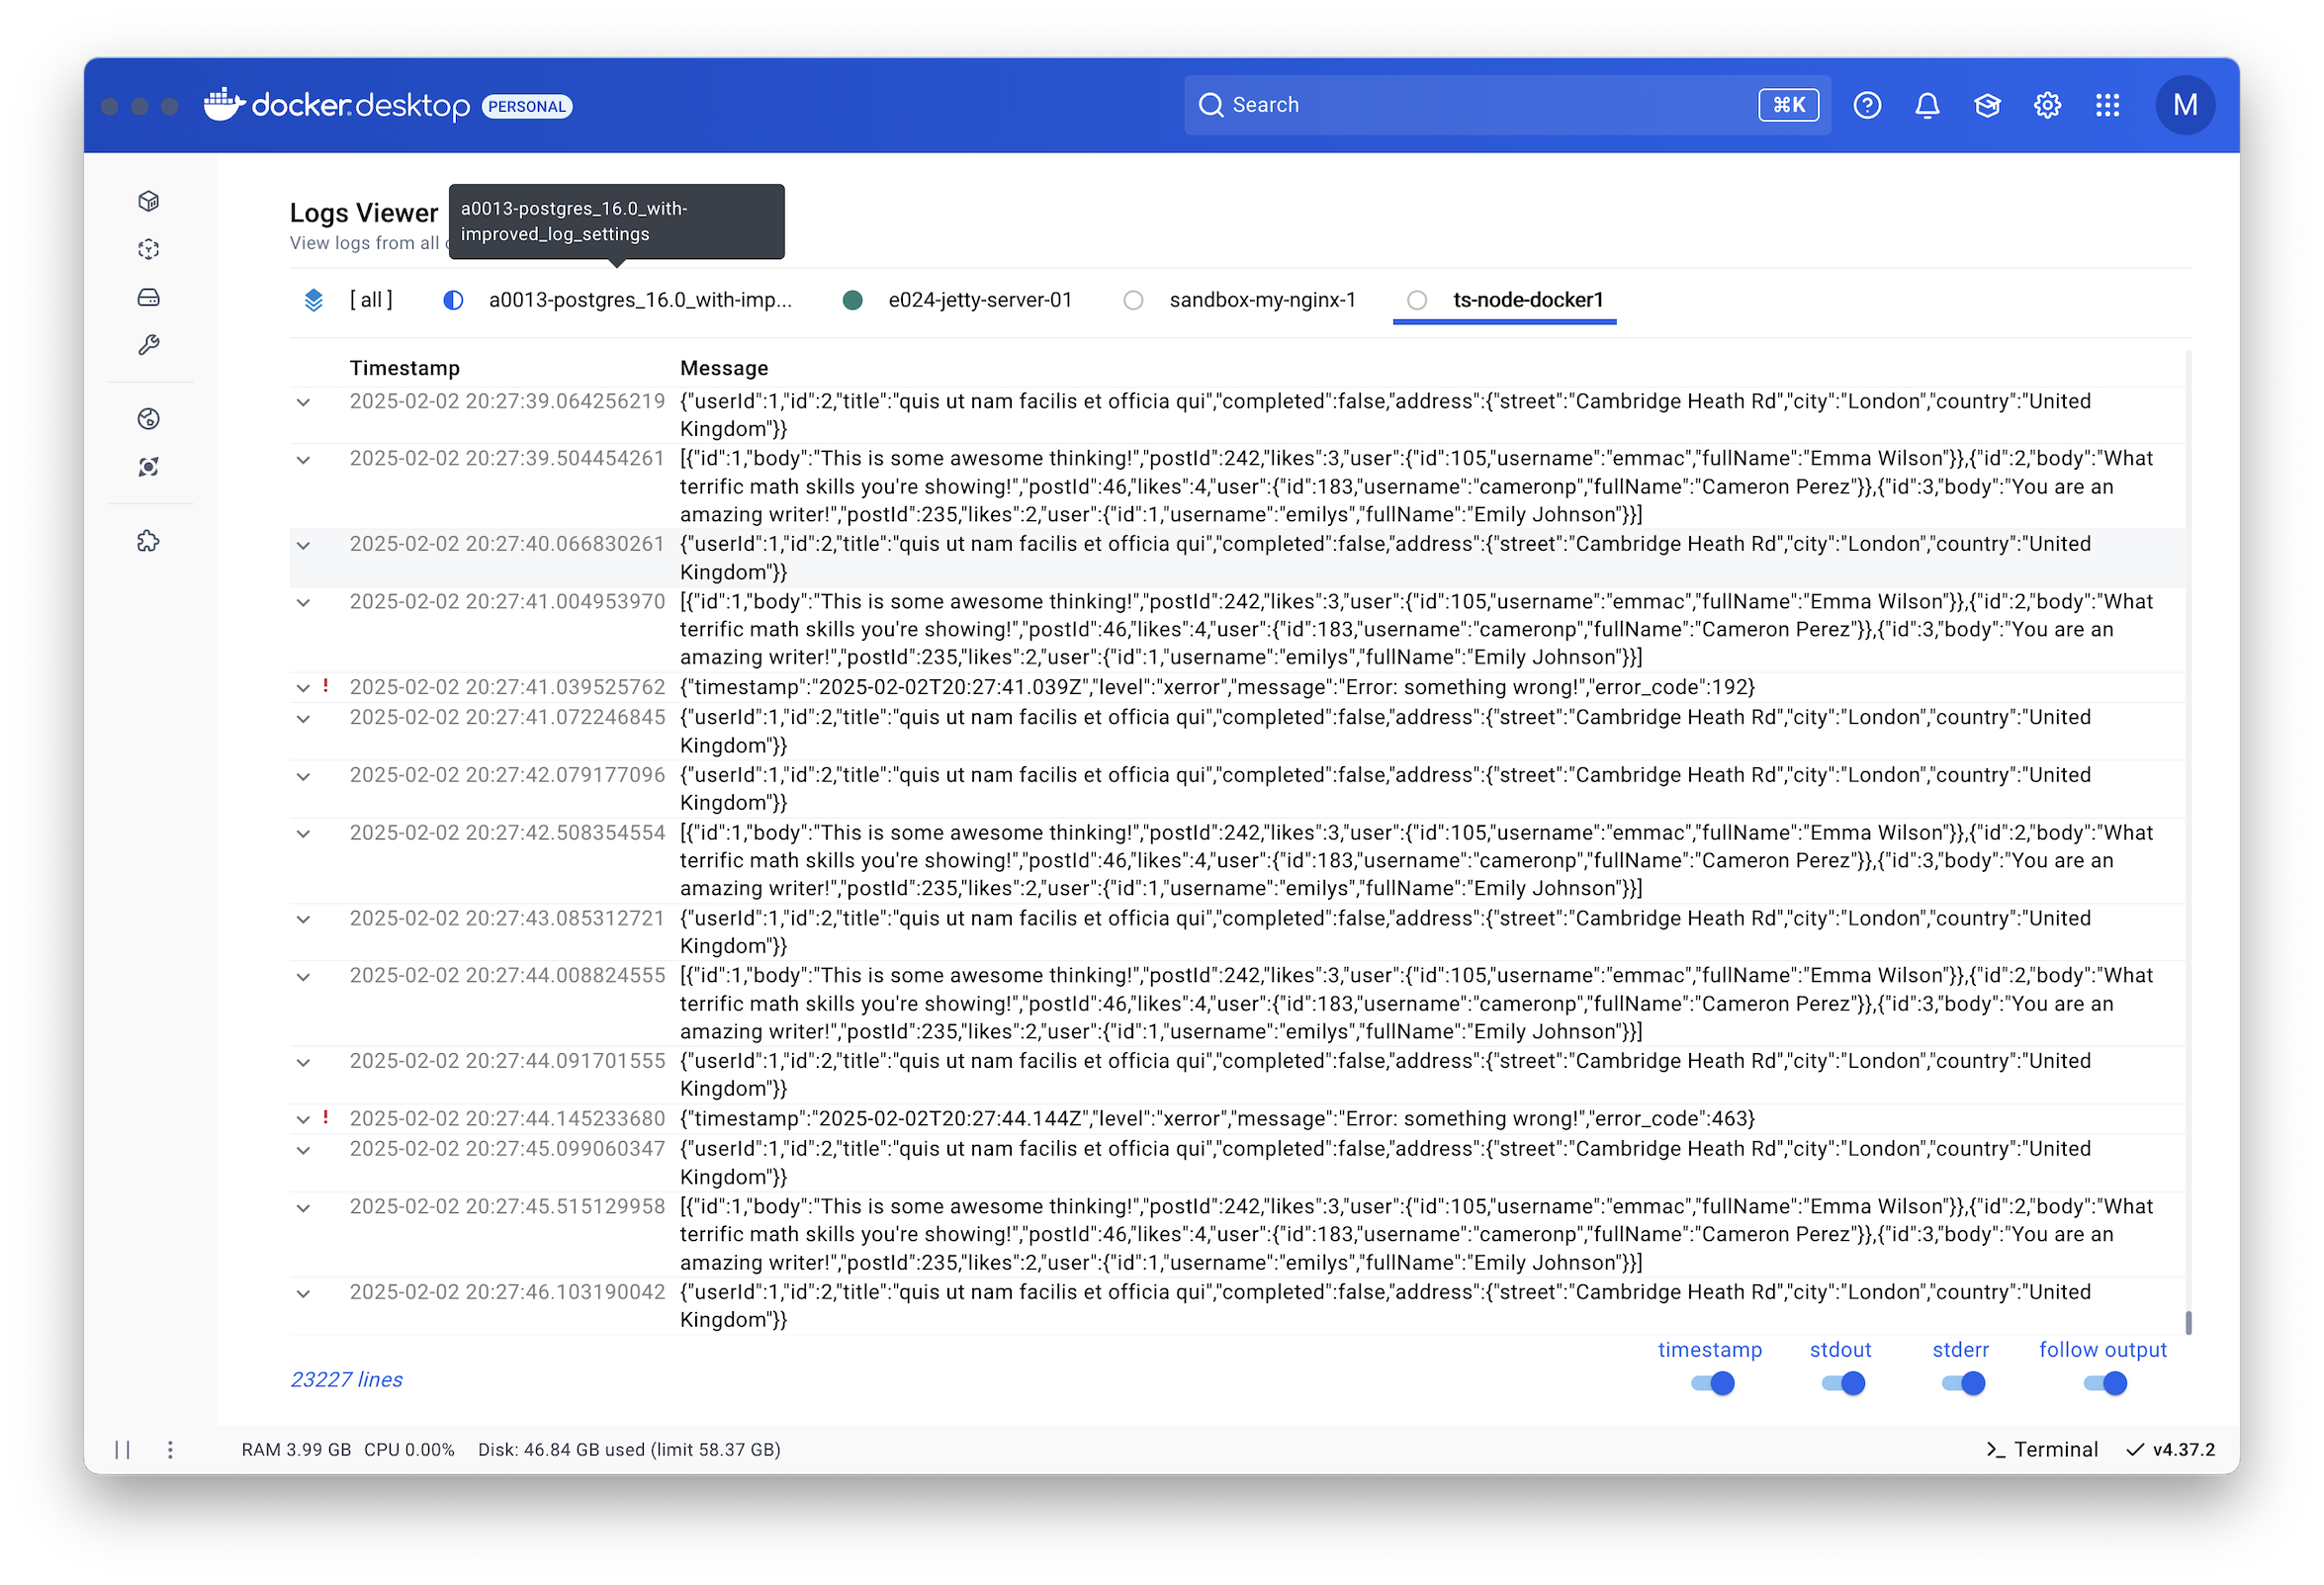 docker desktop PERSONAL
Search
⌘K
M
a0013-postgres_16.0_with-
improved_log_settings
Logs Viewer
View logs from all
[ all ]
a0013-postgres_16.0_with-imp...
e024-jetty-server-01
sandbox-my-nginx-1
ts-node-docker1
Timestamp Message
2025-02-02 20:27:39.064256219 {"userId":1,"id":2,"title":"quis ut nam facilis et officia qui","completed":false,"address":{"street":"Cambridge Heath Rd","city":"London","country":"United
Kingdom"}}
2025-02-02 20:27:39.504454261 [{"id":1,"body":"This is some awesome thinking!","postId":242,"likes":3,"user":{"id":105,"username":"emmac","fullName":"Emma Wilson"}},{"id":2,"body":"What
terrific math skills you're showing!","postId":46,"likes":4,"user":{"id":183,"username":"cameronp","fullName":"Cameron Perez"}},{"id":3,"body":"You are an
amazing writer!","postId":235,"likes":2,"user":{"id":1,"username":"emilys","fullName":"Emily Johnson"}}]
2025-02-02 20:27:40.066830261 {"userId":1,"id":2,"title":"quis ut nam facilis et officia qui","completed":false,"address":{"street":"Cambridge Heath Rd","city":"London","country":"United
Kingdom"}}
2025-02-02 20:27:41.004953970 [{"id":1,"body":"This is some awesome thinking!","postId":242,"likes":3,"user":{"id":105,"username":"emmac","fullName":"Emma Wilson"}},{"id":2,"body":"What
terrific math skills you're showing!","postId":46,"likes":4,"user":{"id":183,"username":"cameronp","fullName":"Cameron Perez"}},{"id":3,"body":"You are an
amazing writer!","postId":235,"likes":2,"user":{"id":1,"username":"emilys","fullName":"Emily Johnson"}}]
! 2025-02-02 20:27:41.039525762 {"timestamp":"2025-02-02T20:27:41.039Z","level":"xerror","message":"Error: something wrong!","error_code":192}
2025-02-02 20:27:41.072246845 {"userId":1,"id":2,"title":"quis ut nam facilis et officia qui","completed":false,"address":{"street":"Cambridge Heath Rd","city":"London","country":"United
Kingdom"}}
2025-02-02 20:27:42.079177096 {"userId":1,"id":2,"title":"quis ut nam facilis et officia qui","completed":false,"address":{"street":"Cambridge Heath Rd","city":"London","country":"United
Kingdom"}}
2025-02-02 20:27:42.508354554 [{"id":1,"body":"This is some awesome thinking!","postId":242,"likes":3,"user":{"id":105,"username":"emmac","fullName":"Emma Wilson"}},{"id":2,"body":"What
terrific math skills you're showing!","postId":46,"likes":4,"user":{"id":183,"username":"cameronp","fullName":"Cameron Perez"}},{"id":3,"body":"You are an
amazing writer!","postId":235,"likes":2,"user":{"id":1,"username":"emilys","fullName":"Emily Johnson"}}]
2025-02-02 20:27:43.085312721 {"userId":1,"id":2,"title":"quis ut nam facilis et officia qui","completed":false,"address":{"street":"Cambridge Heath Rd","city":"London","country":"United
Kingdom"}}
2025-02-02 20:27:44.008824555 [{"id":1,"body":"This is some awesome thinking!","postId":242,"likes":3,"user":{"id":105,"username":"emmac","fullName":"Emma Wilson"}},{"id":2,"body":"What
terrific math skills you're showing!","postId":46,"likes":4,"user":{"id":183,"username":"cameronp","fullName":"Cameron Perez"}},{"id":3,"body":"You are an
amazing writer!","postId":235,"likes":2,"user":{"id":1,"username":"emilys","fullName":"Emily Johnson"}}]
2025-02-02 20:27:44.091701555 {"userId":1,"id":2,"title":"quis ut nam facilis et officia qui","completed":false,"address":{"street":"Cambridge Heath Rd","city":"London","country":"United
Kingdom"}}
! 2025-02-02 20:27:44.145233680 {"timestamp":"2025-02-02T20:27:44.144Z","level":"xerror","message":"Error: something wrong!","error_code":463}
2025-02-02 20:27:45.099060347 {"userId":1,"id":2,"title":"quis ut nam facilis et officia qui","completed":false,"address":{"street":"Cambridge Heath Rd","city":"London","country":"United
Kingdom"}}
2025-02-02 20:27:45.515129958 [{"id":1,"body":"This is some awesome thinking!","postId":242,"likes":3,"user":{"id":105,"username":"emmac","fullName":"Emma Wilson"}},{"id":2,"body":"What
terrific math skills you're showing!","postId":46,"likes":4,"user":{"id":183,"username":"cameronp","fullName":"Cameron Perez"}},{"id":3,"body":"You are an
amazing writer!","postId":235,"likes":2,"user":{"id":1,"username":"emilys","fullName":"Emily Johnson"}}]
2025-02-02 20:27:46.103190042 {"userId":1,"id":2,"title":"quis ut nam facilis et officia qui","completed":false,"address":{"street":"Cambridge Heath Rd","city":"London","country":"United
Kingdom"}}
timestamp stdout stderr follow output
23227 lines
RAM 3.99 GB CPU 0.00% Disk: 46.84 GB used (limit 58.37 GB)
Terminal
v4.37.2